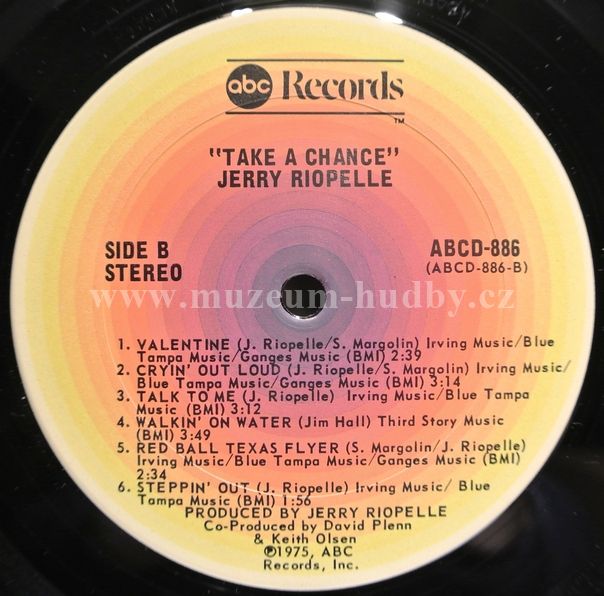 abc Records
TM
"TAKE A CHANCE"
JERRY RIOPELLE
SIDE B
STEREO
ABCD-886
(ABCD-886-B)
www.muzeum-hudby.cz
1. VALENTINE (J. Riopelle/S. Margolin) Irving Music/Blue
Tampa Music/Ganges Music (BMI) 2:39
2. CRYIN' OUT LOUD (J. Riopelle/S. Margolin) Irving Music/
Blue Tampa Music/Ganges Music (BMI) 3:14
3. TALK TO ME (J. Riopelle) Irving Music/Blue Tampa
Music (BMI) 3:12
4. WALKIN' ON WATER (Jim Hall) Third Story Music
(BMI) 3:49
5. RED BALL TEXAS FLYER (S. Margolin/J. Riopelle)
Irving Music/Blue Tampa Music/Ganges Music (BMI)
2:34
6. STEPPIN' OUT (J. Riopelle) Irving Music/ Blue
Tampa Music (BMI) 1:56
PRODUCED BY JERRY RIOPELLE
Co-Produced by David Plenn
& Keith Olsen
℗1975, ABC
Records, Inc.